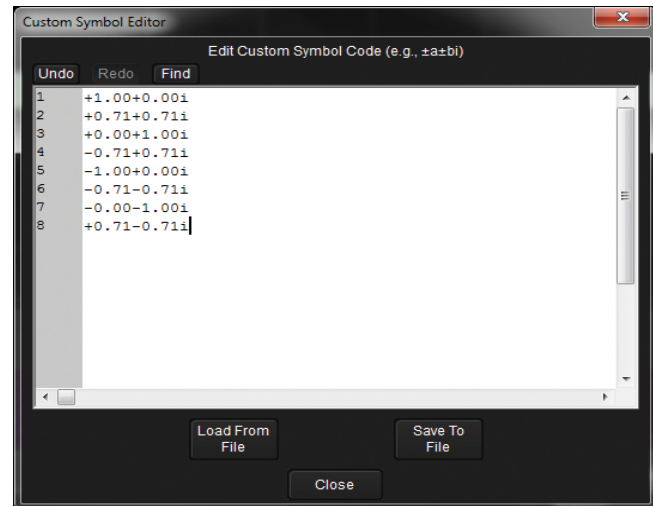 Custom Symbol Editor
Edit Custom Symbol Code (e.g., ±a±bi)
Undo Redo Find
1 +1.00+0.00i
2 +0.71+0.71i
3 +0.00+1.00i
4 -0.71+0.71i
5 -1.00+0.00i
6 -0.71-0.71i
7 -0.00-1.00i
8 +0.71-0.71i
Load From Save To
File File
Close